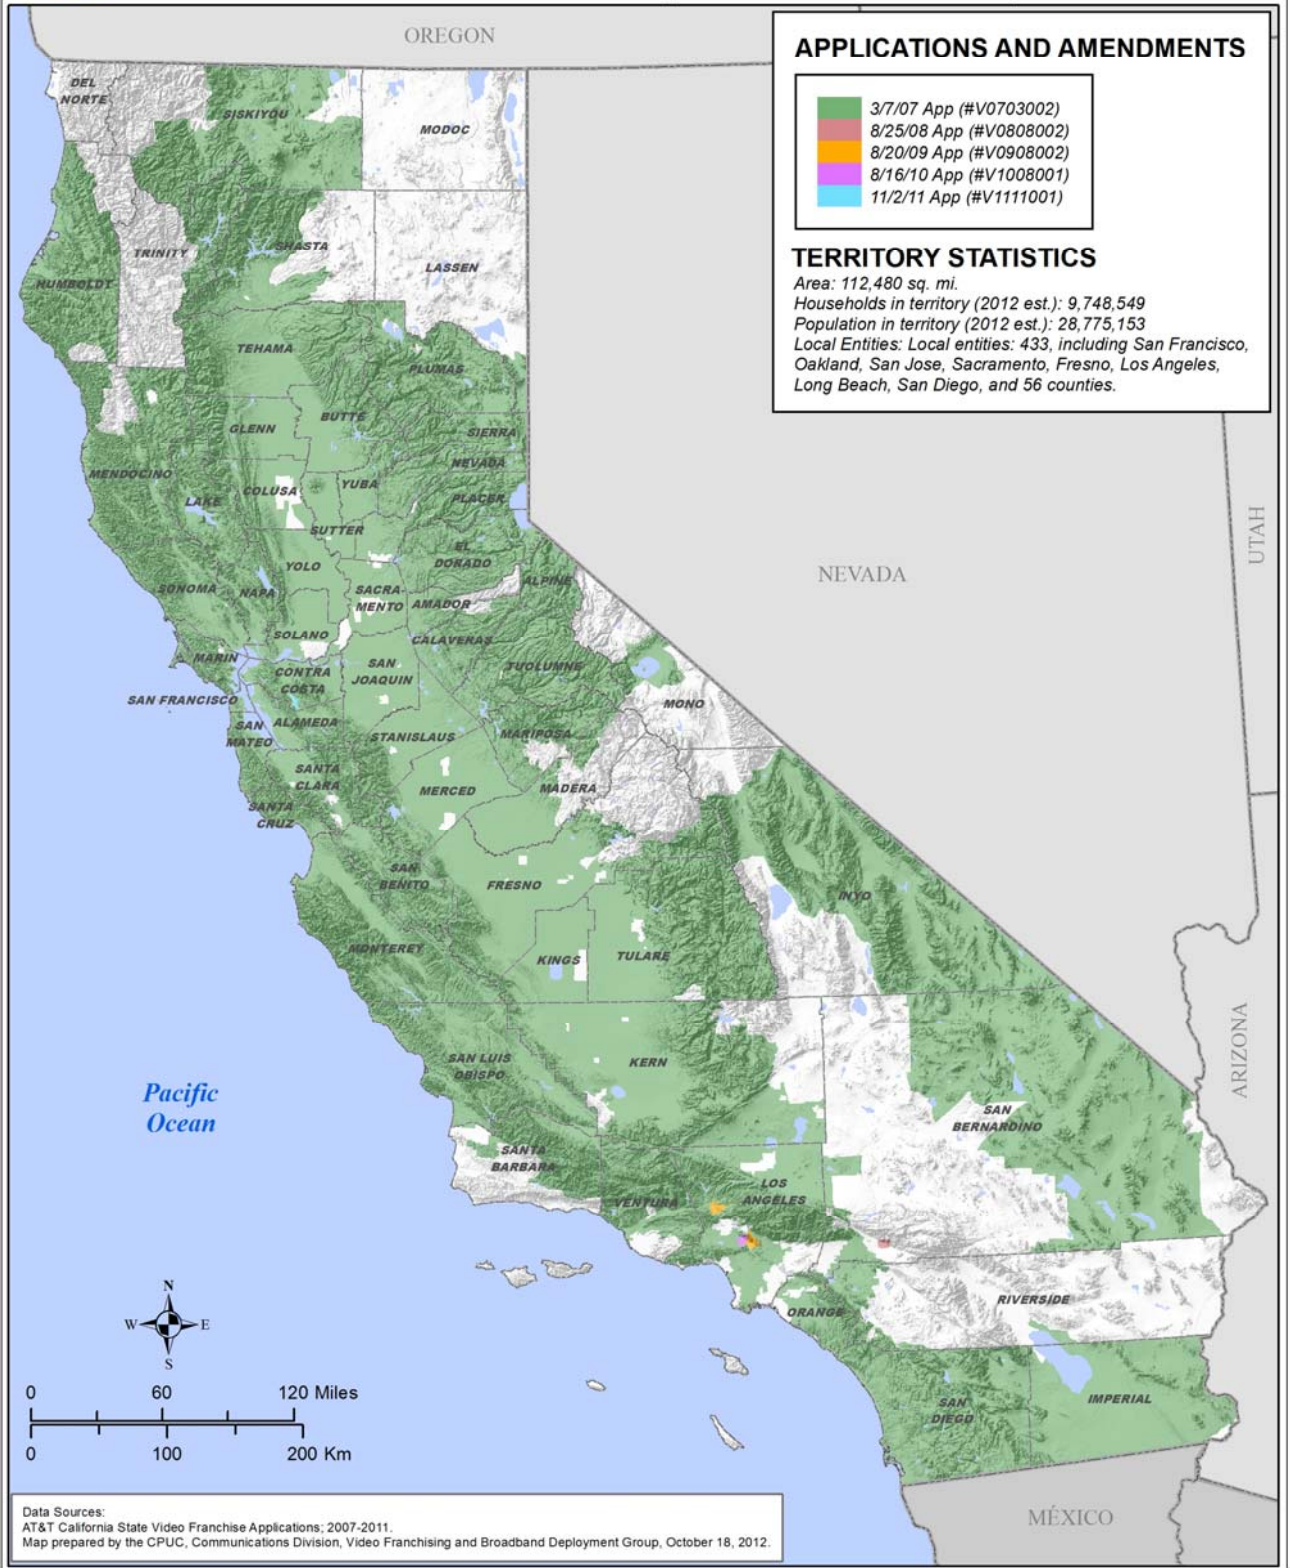 OREGON
APPLICATIONS AND AMENDMENTS
3/7/07 App (#V0703002)
8/25/08 App (#V0808002)
8/20/09 App (#V0908002)
8/16/10 App (#V1008001)
11/2/11 App (#V1111001)
TERRITORY STATISTICS
Area: 112,480 sq. mi.
Households in territory (2012 est.): 9,748,549
Population in territory (2012 est.): 28,775,153
Local Entities: Local entities: 433, including San Francisco,
Oakland, San Jose, Sacramento, Fresno, Los Angeles,
Long Beach, San Diego, and 56 counties.
DEL
NORTE
SISKIYOU
MODOC
TRINITY
SHASTA
LASSEN
HUMBOLDT
TEHAMA
PLUMAS
BUTTE
GLENN
SIERRA
MENDOCINO
NEVADA
COLUSA
YUBA
LAKE
PLACER
SUTTER
EL
DORADO
YOLO
NEVADA
UTAH
SONOMA
NAPA
SACRA-
MENTO
AMADOR
ALPINE
SOLANO
CALAVERAS
MARIN
CONTRA
COSTA
SAN
JOAQUIN
TUOLUMNE
SAN FRANCISCO
MONO
SAN
MATEO
ALAMEDA
STANISLAUS
MARIPOSA
SANTA
CLARA
MERCED
MADERA
SANTA
CRUZ
SAN
BENITO
FRESNO
INYO
MONTEREY
KINGS
TULARE
ARIZONA
SAN LUIS
OBISPO
KERN
Pacific
Ocean
SAN
BERNARDINO
SANTA
BARBARA
VENTURA
LOS
ANGELES
ORANGE
RIVERSIDE
N
W
E
S
SAN
DIEGO
IMPERIAL
0 60 120 Miles
0 100 200 Km
MÉXICO
Data Sources:
AT&T California State Video Franchise Applications; 2007-2011.
Map prepared by the CPUC, Communications Division, Video Franchising and Broadband Deployment Group, October 18, 2012.